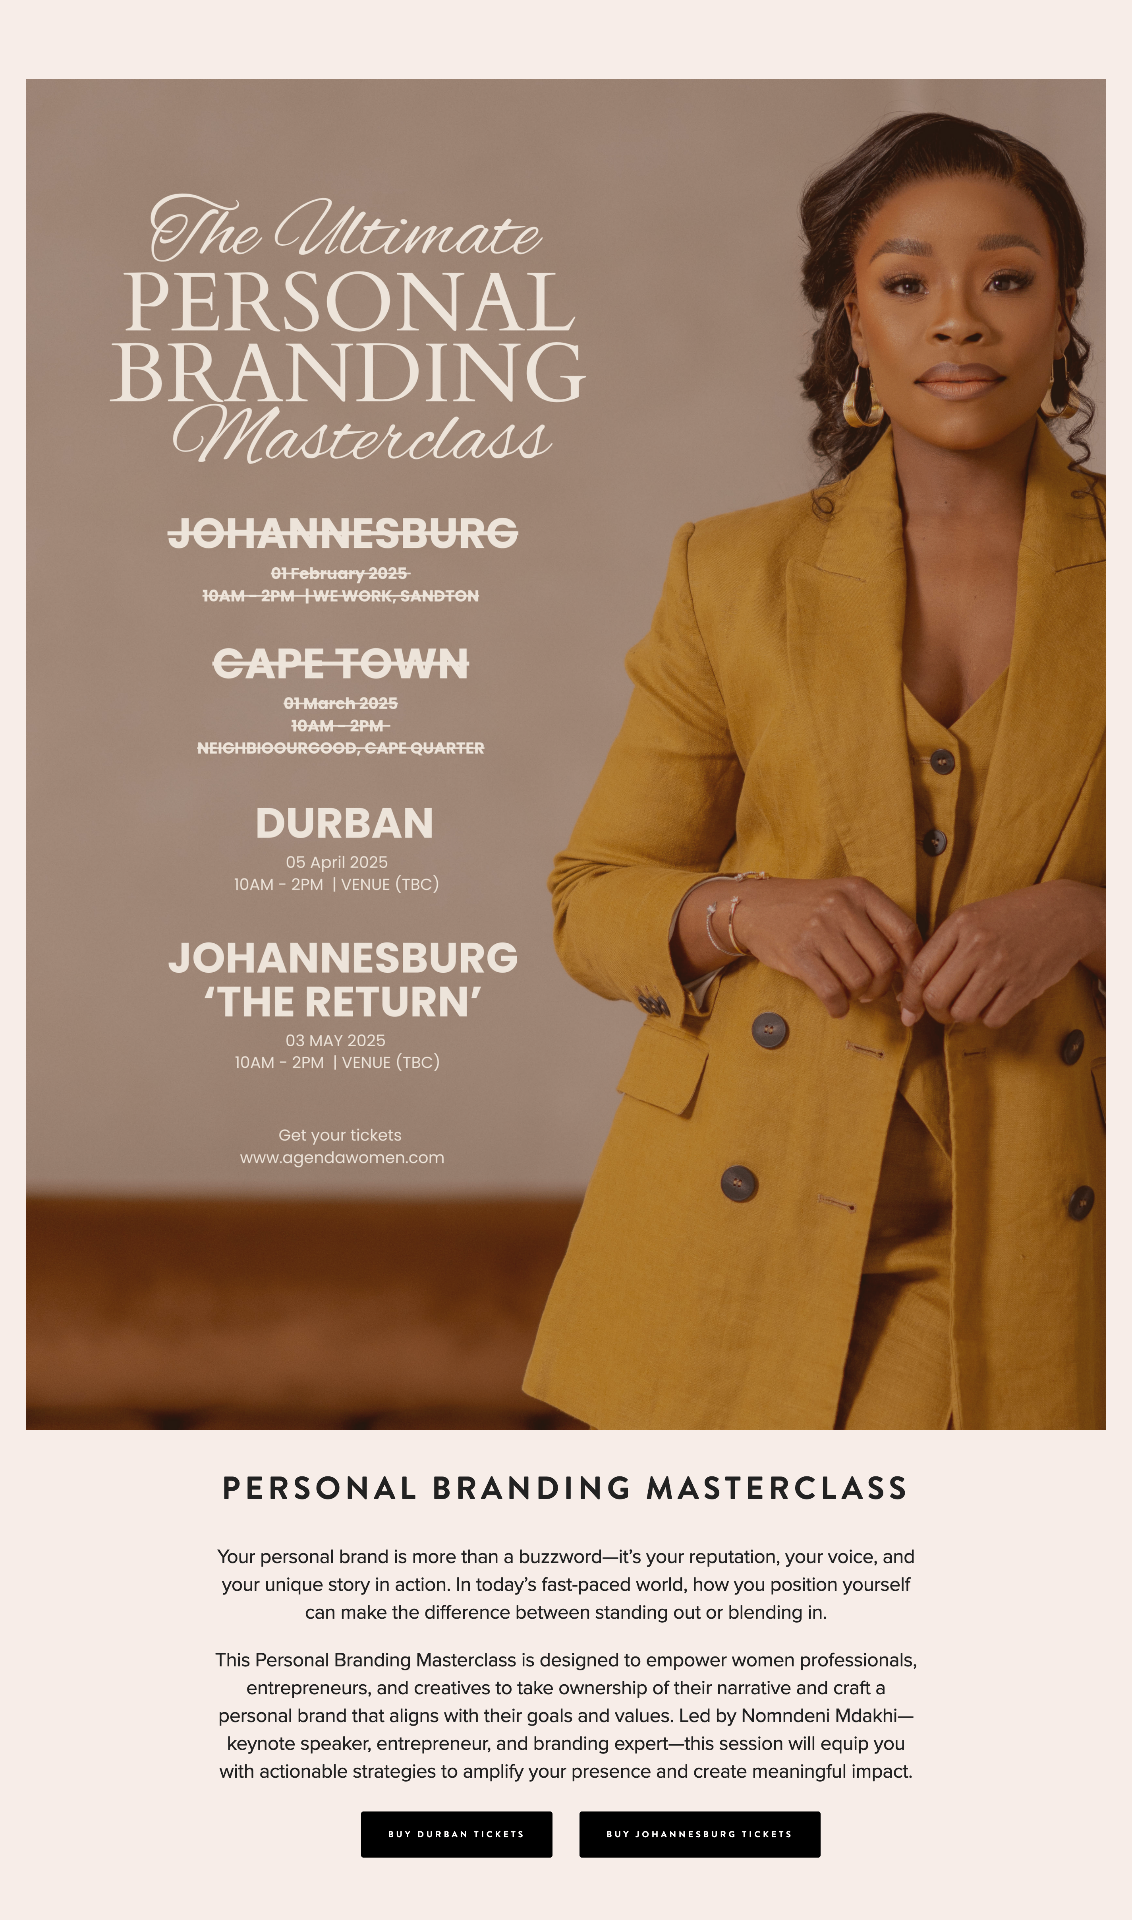 The Ultimate
PERSONAL
BRANDING
Masterclass
JOHANNESBURG
01 February 2025
10AM - 2PM | WE WORK, SANDTON
CAPE TOWN
01 March 2025
10AM - 2PM
NEIGHBIOOURGOOD, CAPE QUARTER
DURBAN
05 April 2025
10AM - 2PM | VENUE (TBC)
JOHANNESBURG
‘THE RETURN’
03 MAY 2025
10AM - 2PM | VENUE (TBC)
Get your tickets
www.agendawomen.com
PERSONAL BRANDING MASTERCLASS
Your personal brand is more than a buzzword—it’s your reputation, your voice, and
your unique story in action. In today’s fast-paced world, how you position yourself
can make the difference between standing out or blending in.
This Personal Branding Masterclass is designed to empower women professionals,
entrepreneurs, and creatives to take ownership of their narrative and craft a
personal brand that aligns with their goals and values. Led by Nomndeni Mdakhi—
keynote speaker, entrepreneur, and branding expert—this session will equip you
with actionable strategies to amplify your presence and create meaningful impact.
BUY DURBAN TICKETS
BUY JOHANNESBURG TICKETS